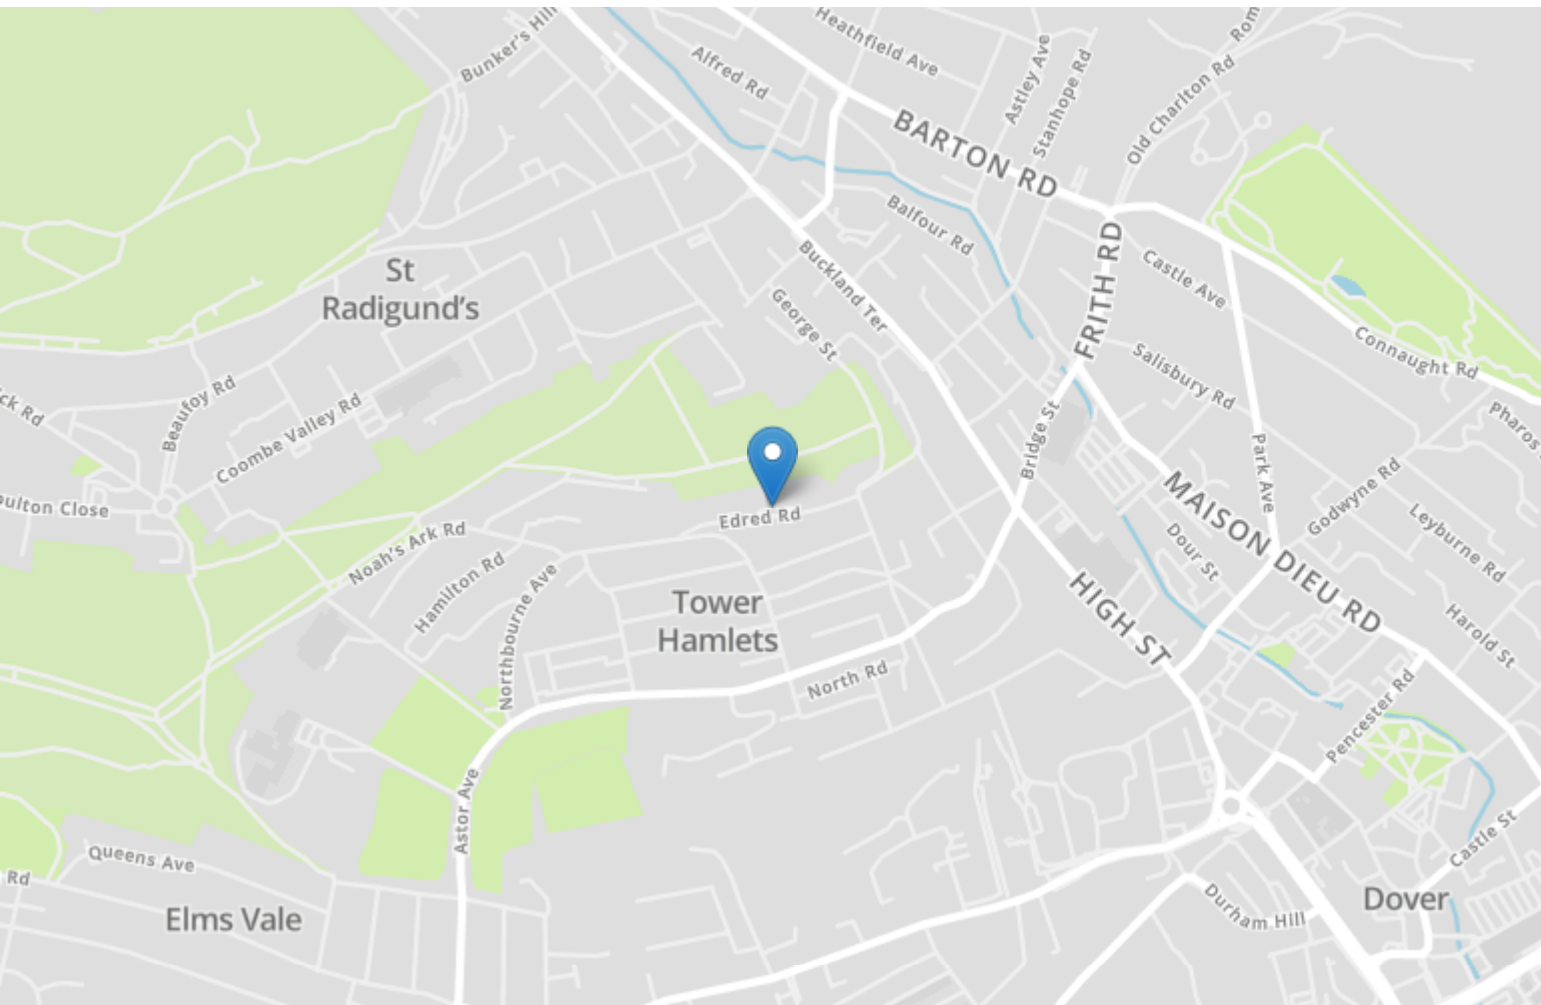 Bunker's Hill
Heathfield Ave
Alfred Rd
Astley Ave
Stanhope Rd
Old Charlton Rd
BARTON RD
Balfour Rd
St
Radigund's
Buckland Ter
FRITH RD
Castle Ave
George St
Salisbury Rd
Connaught Rd
Beaufoy Rd
Coombe Valley Rd
Bridge St
Park Ave
Pharos
Godwyne Rd
Edred Rd
Noah's Ark Rd
Hamilton Rd
Northbourne Ave
Tower
Hamlets
MAISON DIEU RD
Dour St
Leyburne Rd
HIGH ST
Harold St
North Rd
Pencester Rd
Astor Ave
Queens Ave
Rd
Castle St
Elms Vale
Durham Hill
Dover